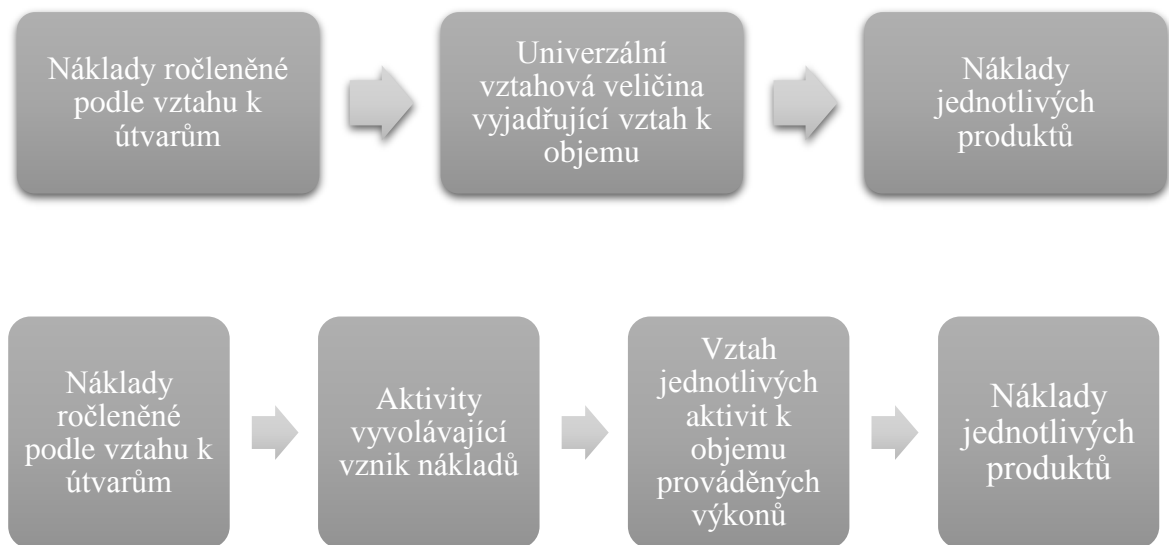 Náklady ročleněné
podle vztahu k
útvarům
Univerzální
vztahová veličina
vyjadřující vztah k
objemu
Náklady
jednotlivých
produktů
Náklady
ročleněné
podle vztahu k
útvarům
Aktivity
vyvolávající
vznik nákladů
Vztah
jednotlivých
aktivit k
objemu
prováděných
výkonů
Náklady
jednotlivých
produktů